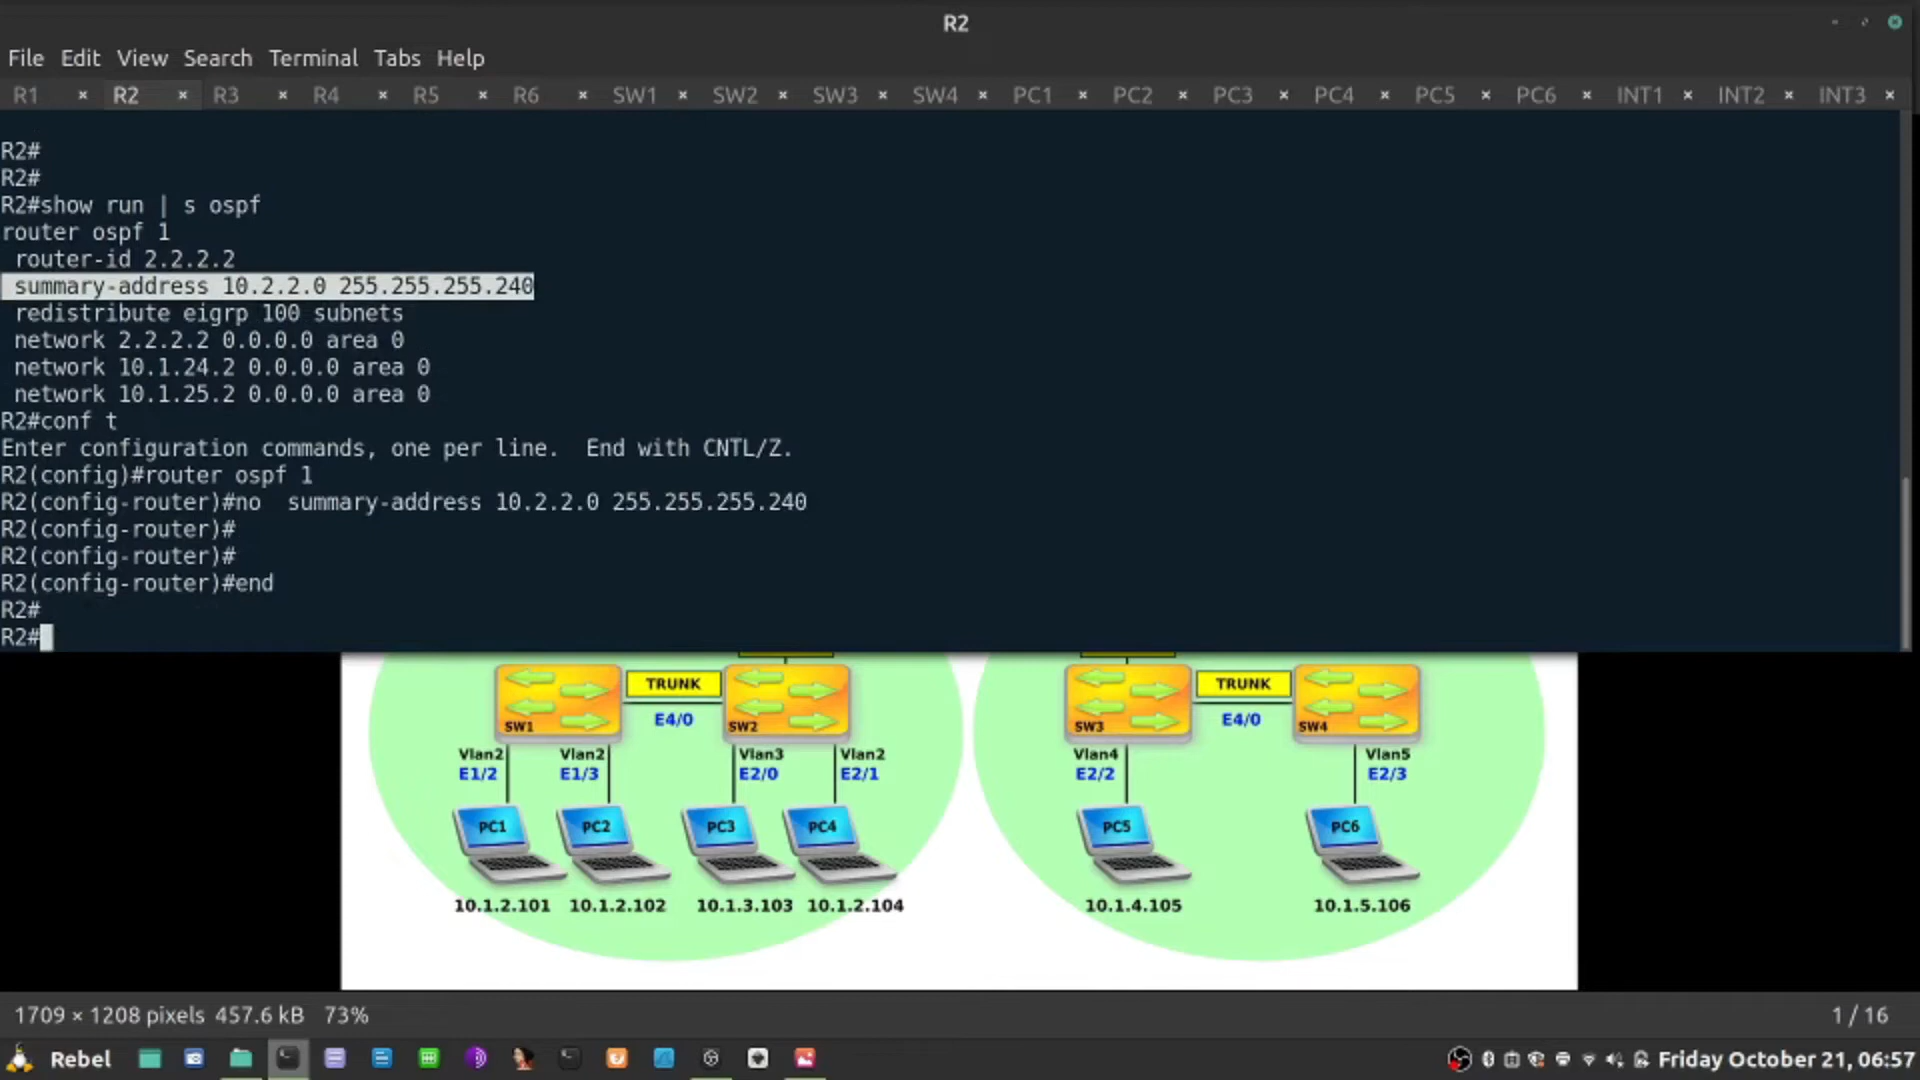 R2
File Edit View Search Terminal Tabs Help
R1 × R2 × R3 × R4 × R5 × R6 × SW1 × SW2 × SW3 × SW4 × PC1 × PC2 × PC3 × PC4 × PC5 × PC6 × INT1 × INT2 × INT3 ×
R2#
R2#
R2#show run | s ospf
router ospf 1
 router-id 2.2.2.2
 summary-address 10.2.2.0 255.255.255.240
 redistribute eigrp 100 subnets
 network 2.2.2.2 0.0.0.0 area 0
 network 10.1.24.2 0.0.0.0 area 0
 network 10.1.25.2 0.0.0.0 area 0
R2#conf t
Enter configuration commands, one per line.  End with CNTL/Z.
R2(config)#router ospf 1
R2(config-router)#no  summary-address 10.2.2.0 255.255.255.240
R2(config-router)#
R2(config-router)#
R2(config-router)#end
R2#
R2#
TRUNK TRUNK
E4/0 E4/0
SW1 SW2 SW3 SW4
Vlan2 Vlan2 Vlan3 Vlan2 Vlan4 Vlan5
E1/2 E1/3 E2/0 E2/1 E2/2 E2/3
PC1 PC2 PC3 PC4 PC5 PC6
10.1.2.101 10.1.2.102 10.1.3.103 10.1.2.104 10.1.4.105 10.1.5.106
1709 × 1208 pixels 457.6 kB 73% 1 / 16
Rebel Friday October 21, 06:57